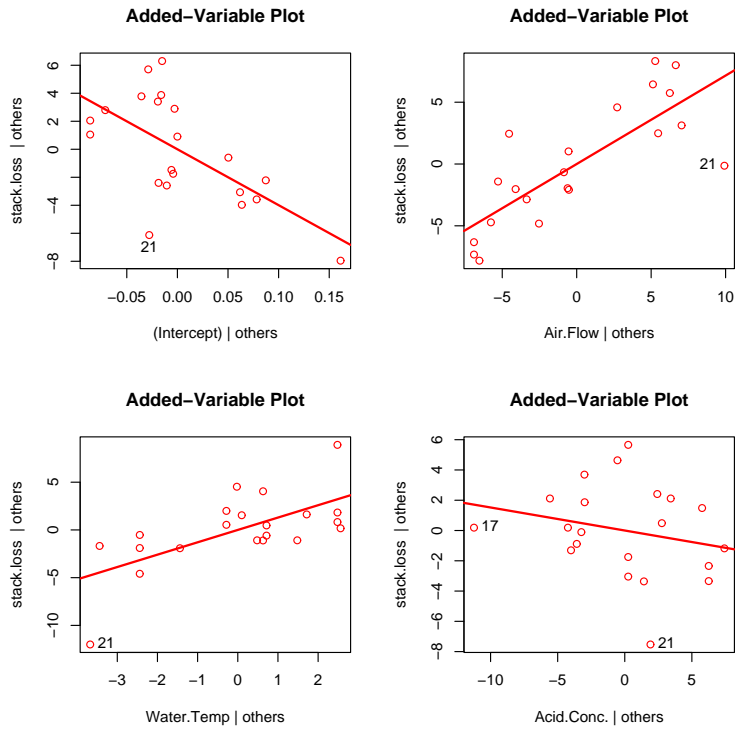 Added−Variable Plot
stack.loss | others
6
4
2
0
−4
−8
21
−0.05 0.00 0.05 0.10 0.15
(Intercept) | others
Added−Variable Plot
stack.loss | others
5
0
−5
21
−5 0 5 10
Air.Flow | others
Added−Variable Plot
stack.loss | others
5
0
−5
−10
21
−3 −2 −1 0 1 2
Water.Temp | others
Added−Variable Plot
stack.loss | others
6
4
2
0
−2
−4
−6
−8
17
21
−10 −5 0 5
Acid.Conc. | others